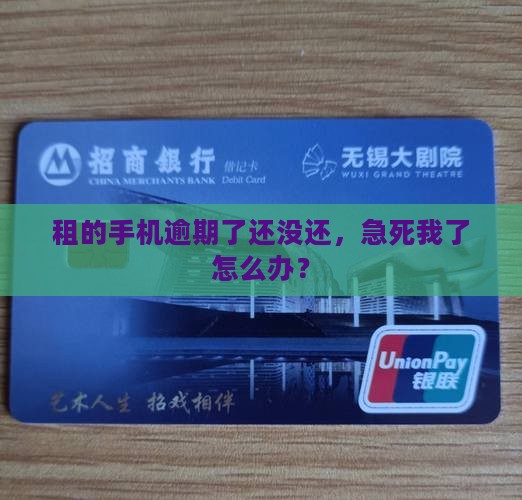 招商銀行 借记卡 无锡大剧院
CHINA MERCHANTS BANK Debit Card WUXI GRAND THEATRE
租的手机逾期了还没还，急死我了
怎么办？
UnionPay
银联
艺术人生 招戏相伴